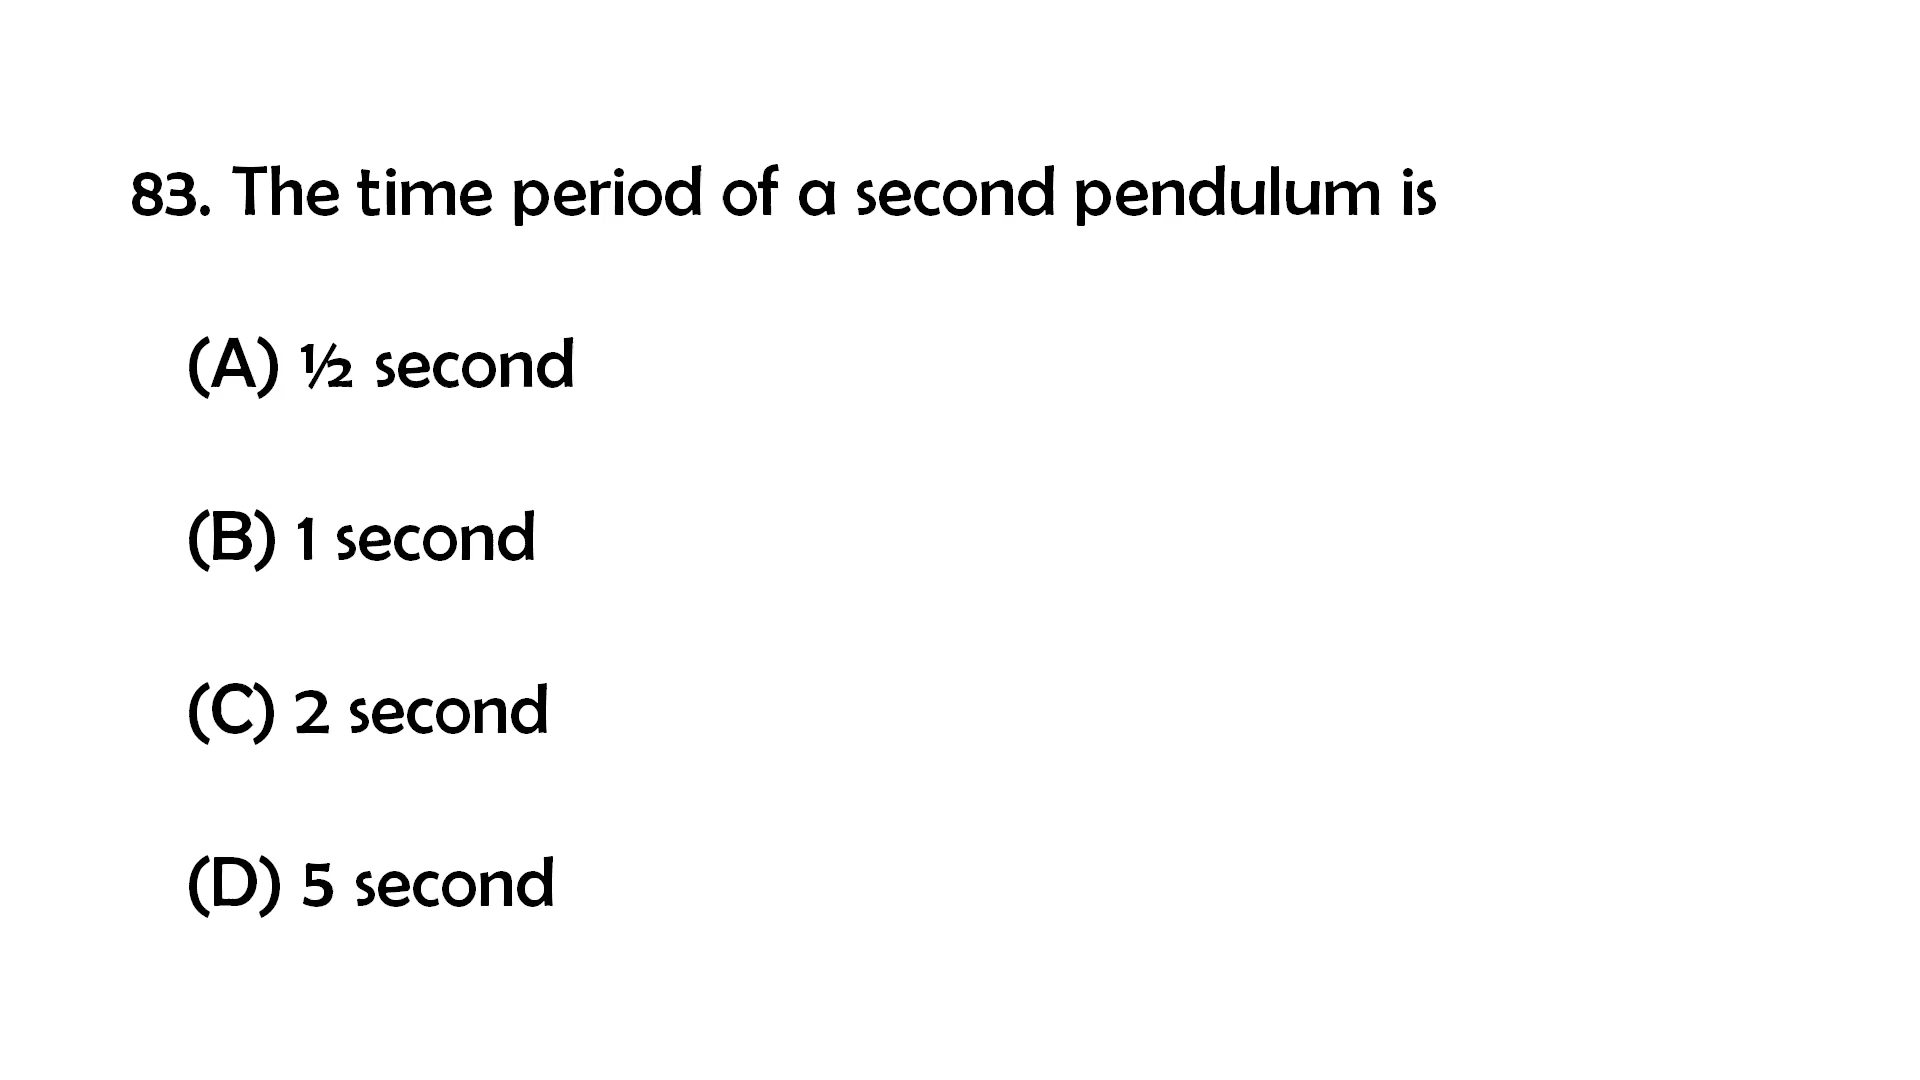 83. The time period of a second pendulum is
(A) ½ second
(B) 1 second
(C) 2 second
(D) 5 second